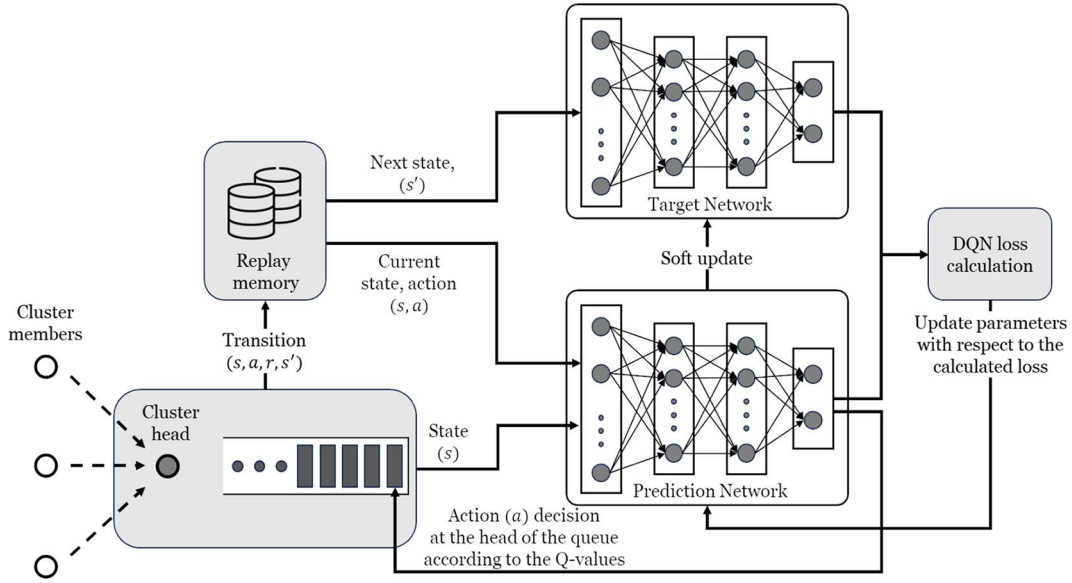 Target Network
Next state,
(s′)
Replay
memory
Current
state, action
(s, a)
Soft update
DQN loss
calculation
Update parameters
with respect to the
calculated loss
Cluster
members
Transition
(s, a, r, s′)
Cluster
head
State
(s)
Prediction Network
Action (a) decision
at the head of the queue
according to the Q-values